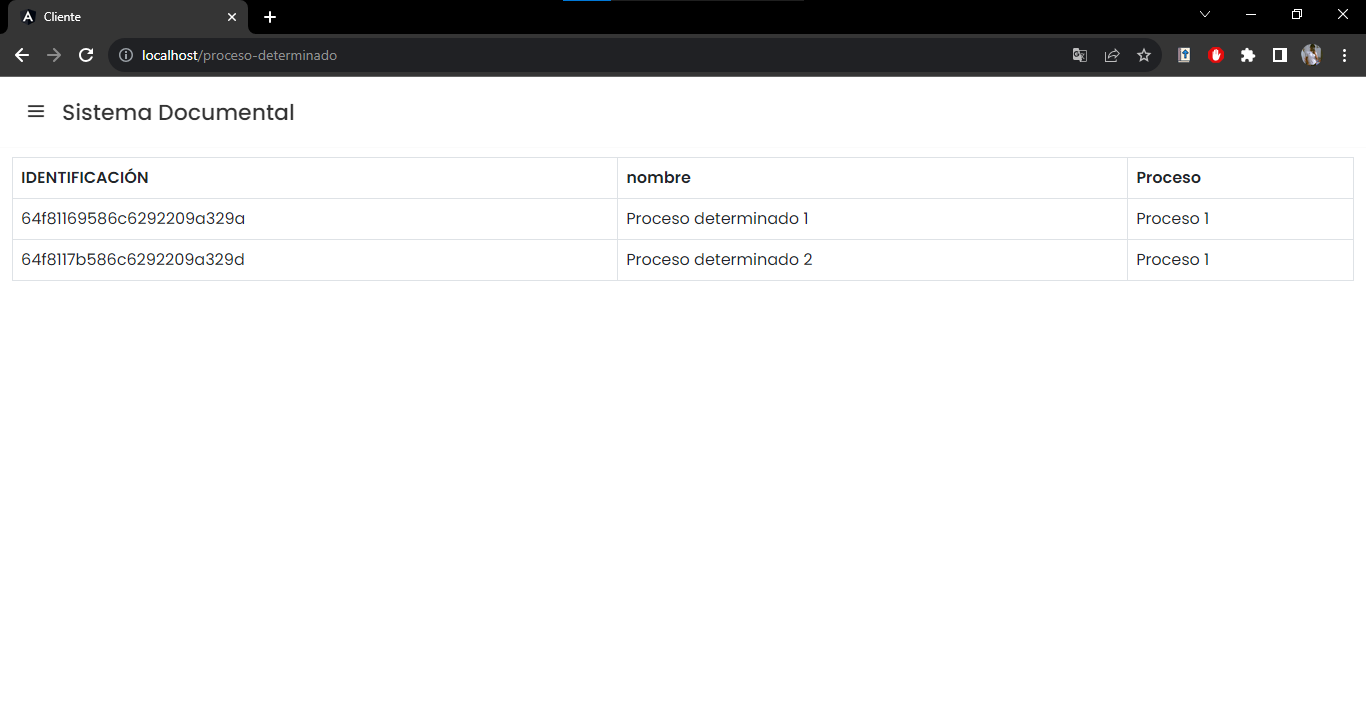 Cliente
localhost/proceso-determinado
Sistema Documental
IDENTIFICACIÓN nombre Proceso
64f81169586c6292209a329a Proceso determinado 1 Proceso 1
64f8117b586c6292209a329d Proceso determinado 2 Proceso 1